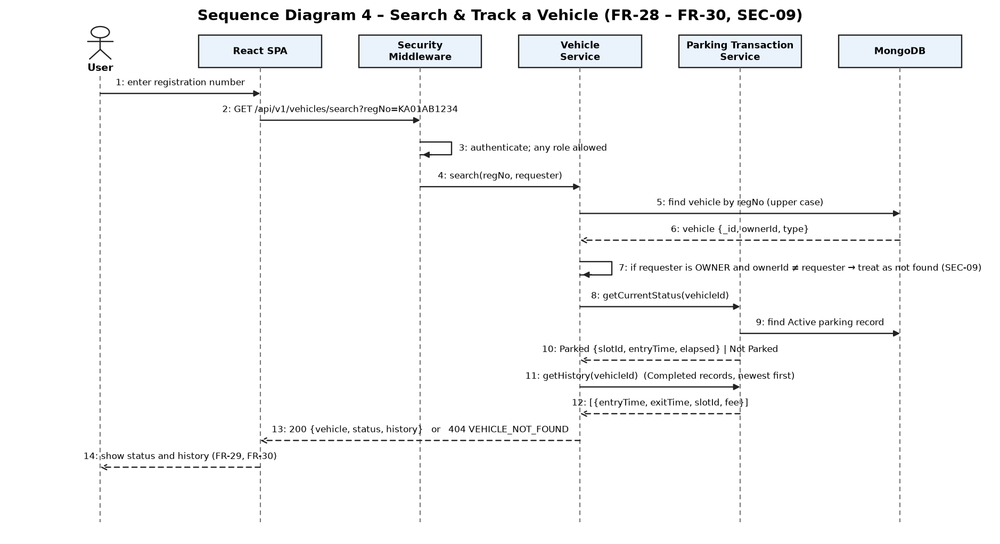 Sequence Diagram 4 – Search & Track a Vehicle (FR-28 – FR-30, SEC-09)
User
React SPA
Security
Middleware
Vehicle
Service
Parking Transaction
Service
MongoDB
1: enter registration number
2: GET /api/v1/vehicles/search?regNo=KA01AB1234
3: authenticate; any role allowed
4: search(regNo, requester)
5: find vehicle by regNo (upper case)
6: vehicle {_id, ownerId, type}
7: if requester is OWNER and ownerId ≠ requester → treat as not found (SEC-09)
8: getCurrentStatus(vehicleId)
9: find Active parking record
10: Parked {slotId, entryTime, elapsed} | Not Parked
11: getHistory(vehicleId)  (Completed records, newest first)
12: [{entryTime, exitTime, slotId, fee}]
13: 200 {vehicle, status, history}   or   404 VEHICLE_NOT_FOUND
14: show status and history (FR-29, FR-30)